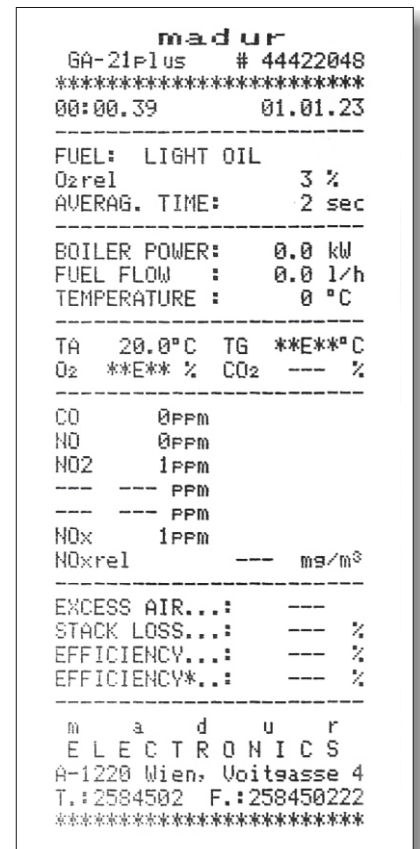 madur
GA-21plus # 44422048
************************
00:00.39 01.01.23
------------------------
FUEL: LIGHT OIL
O₂rel 3 %
AVERAG. TIME: 2 sec
------------------------
BOILER POWER: 0.0 kW
FUEL FLOW : 0.0 l/h
TEMPERATURE : 0 °C
------------------------
TA 20.0°C TG **E**°C
O₂ **E** % CO₂ --- %
------------------------
CO 0ppm
NO 0ppm
NO2 1ppm
--- --- ppm
--- --- ppm
NOx 1ppm
NOxrel --- mg/m³
------------------------
EXCESS AIR...: ---
STACK LOSS...: --- %
EFFICIENCY...: --- %
EFFICIENCY*..: --- %
------------------------
m a d u r
E L E C T R O N I C S
A-1220 Wien, Voitgasse 4
T.:2584502 F.:258450222
************************